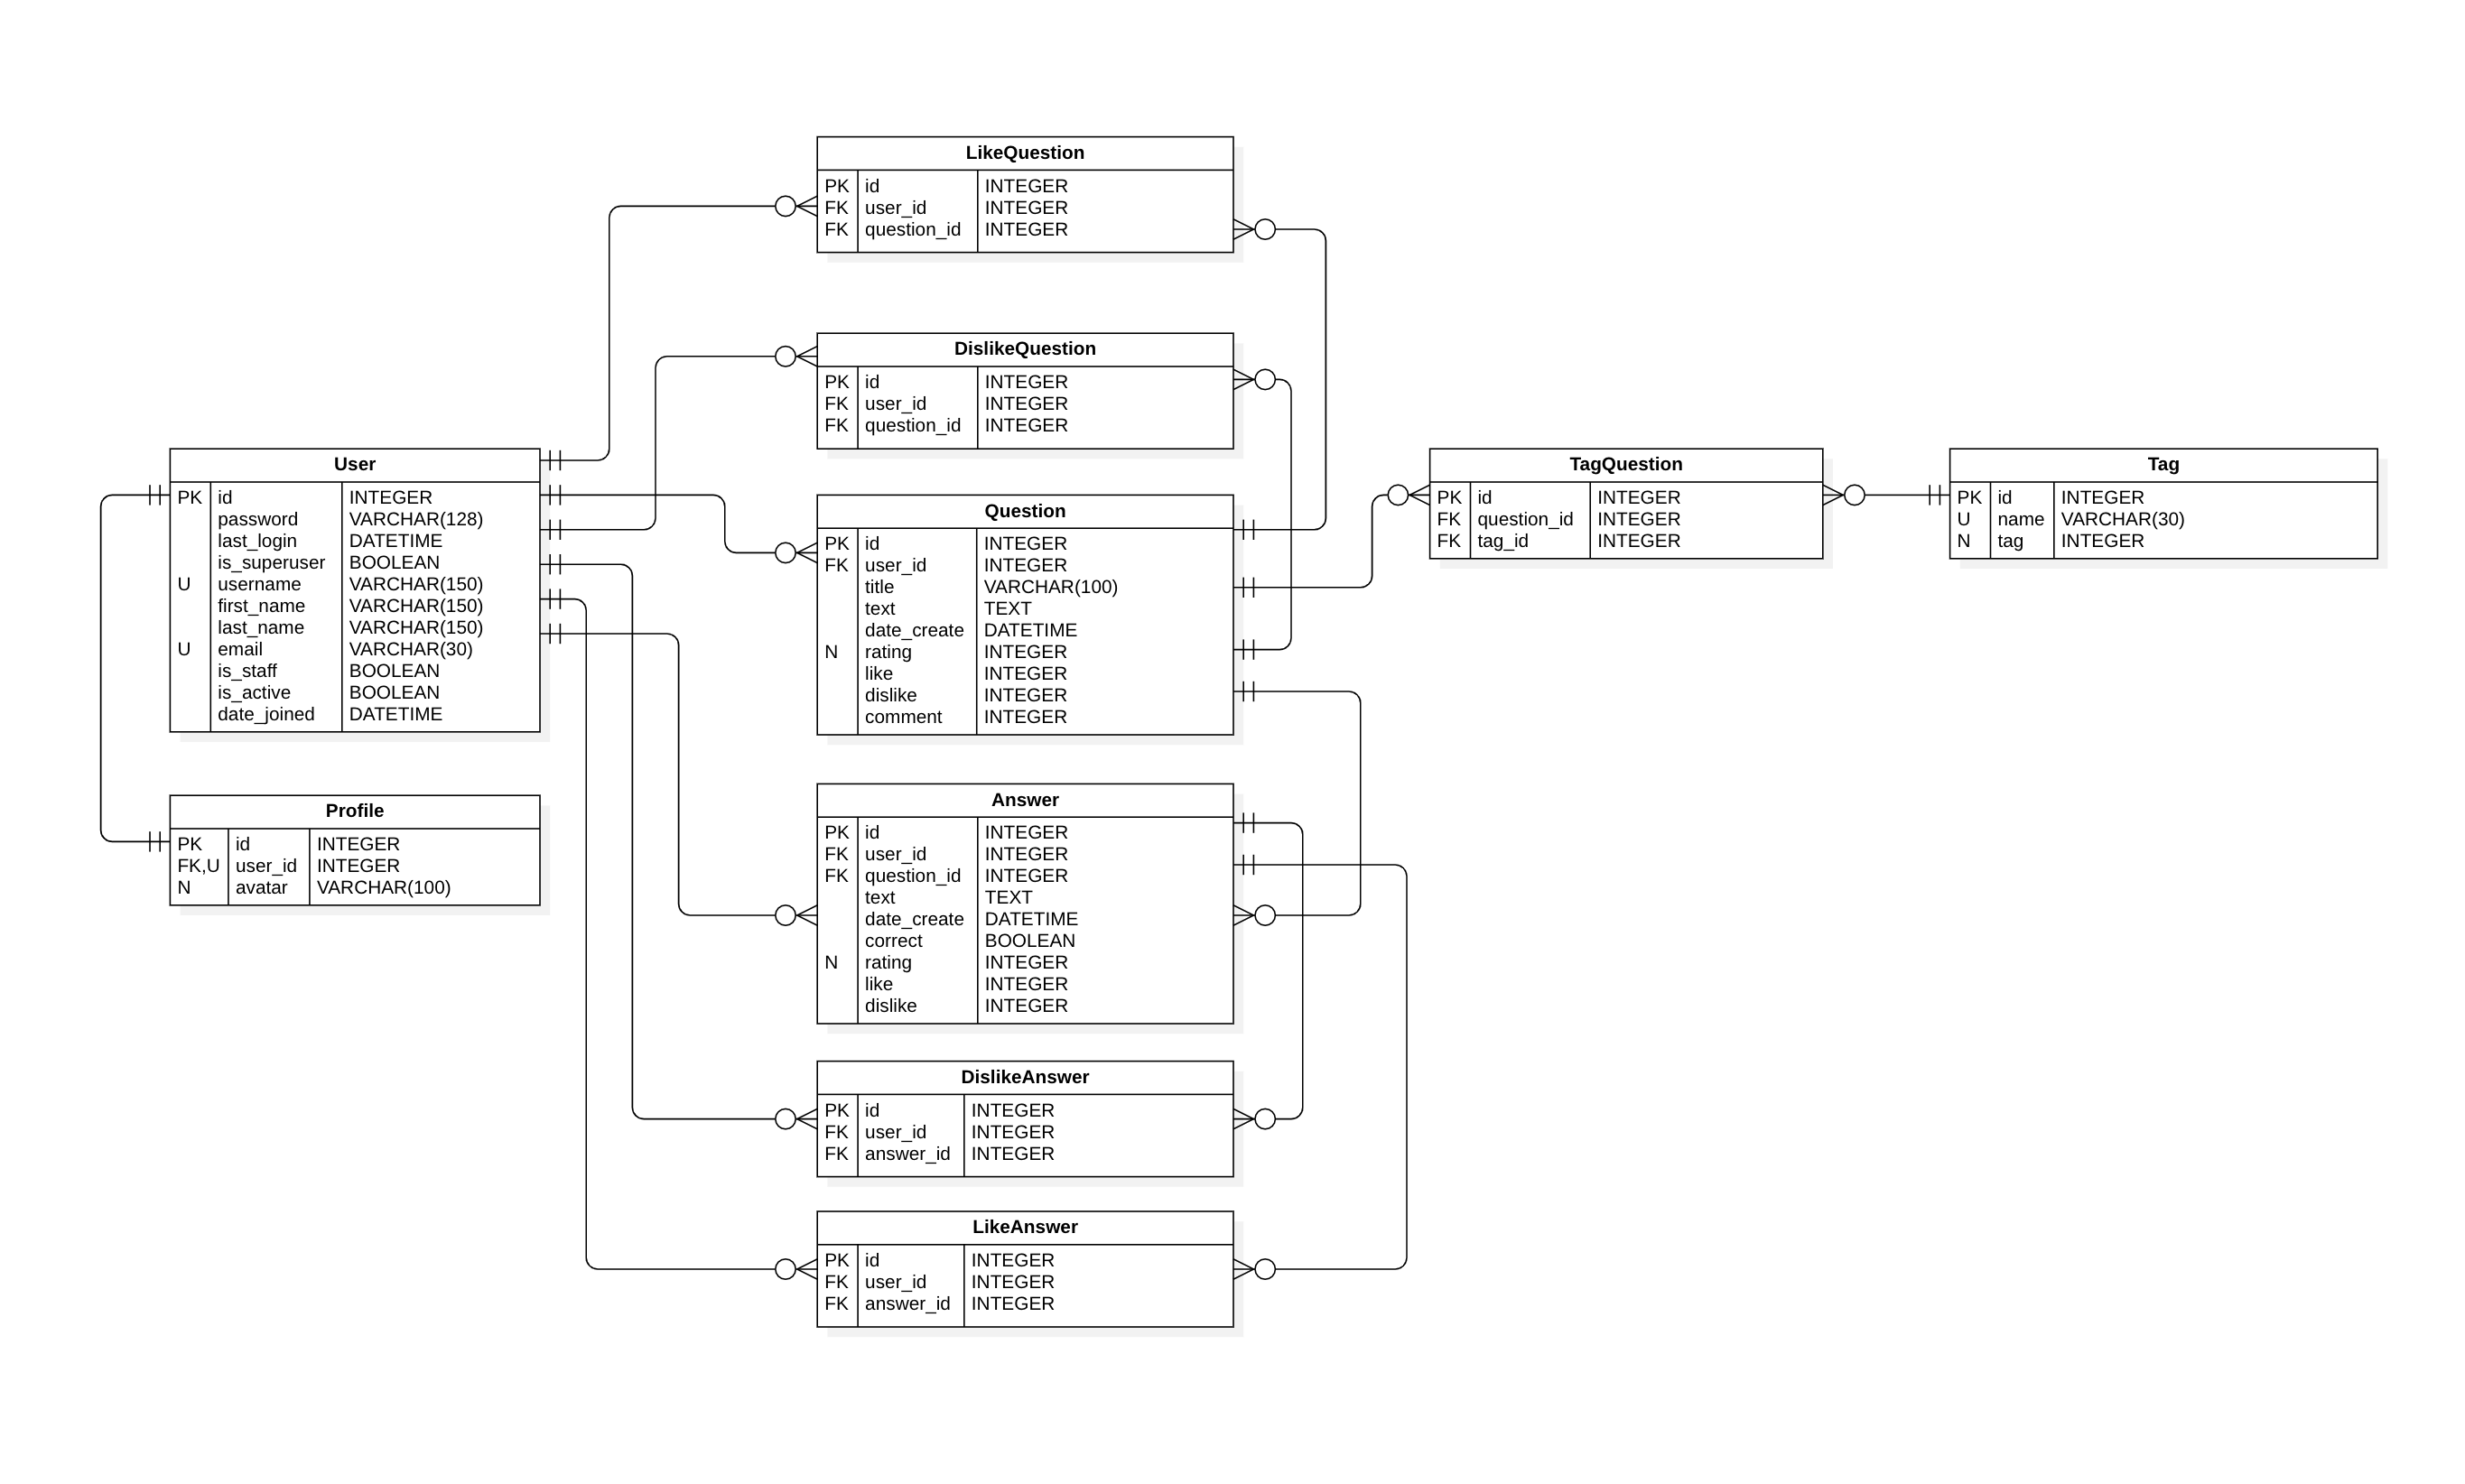 LikeQuestion
PK id INTEGER
FK user_id INTEGER
FK question_id INTEGER
DislikeQuestion
PK id INTEGER
FK user_id INTEGER
FK question_id INTEGER
User
PK id INTEGER
password VARCHAR(128)
last_login DATETIME
is_superuser BOOLEAN
U username VARCHAR(150)
first_name VARCHAR(150)
last_name VARCHAR(150)
U email VARCHAR(30)
is_staff BOOLEAN
is_active BOOLEAN
date_joined DATETIME
Question
PK id INTEGER
FK user_id INTEGER
title VARCHAR(100)
text TEXT
date_create DATETIME
N rating INTEGER
like INTEGER
dislike INTEGER
comment INTEGER
TagQuestion
PK id INTEGER
FK question_id INTEGER
FK tag_id INTEGER
Tag
PK id INTEGER
U name VARCHAR(30)
N tag INTEGER
Profile
PK id INTEGER
FK,U user_id INTEGER
N avatar VARCHAR(100)
Answer
PK id INTEGER
FK user_id INTEGER
FK question_id INTEGER
text TEXT
date_create DATETIME
correct BOOLEAN
N rating INTEGER
like INTEGER
dislike INTEGER
DislikeAnswer
PK id INTEGER
FK user_id INTEGER
FK answer_id INTEGER
LikeAnswer
PK id INTEGER
FK user_id INTEGER
FK answer_id INTEGER